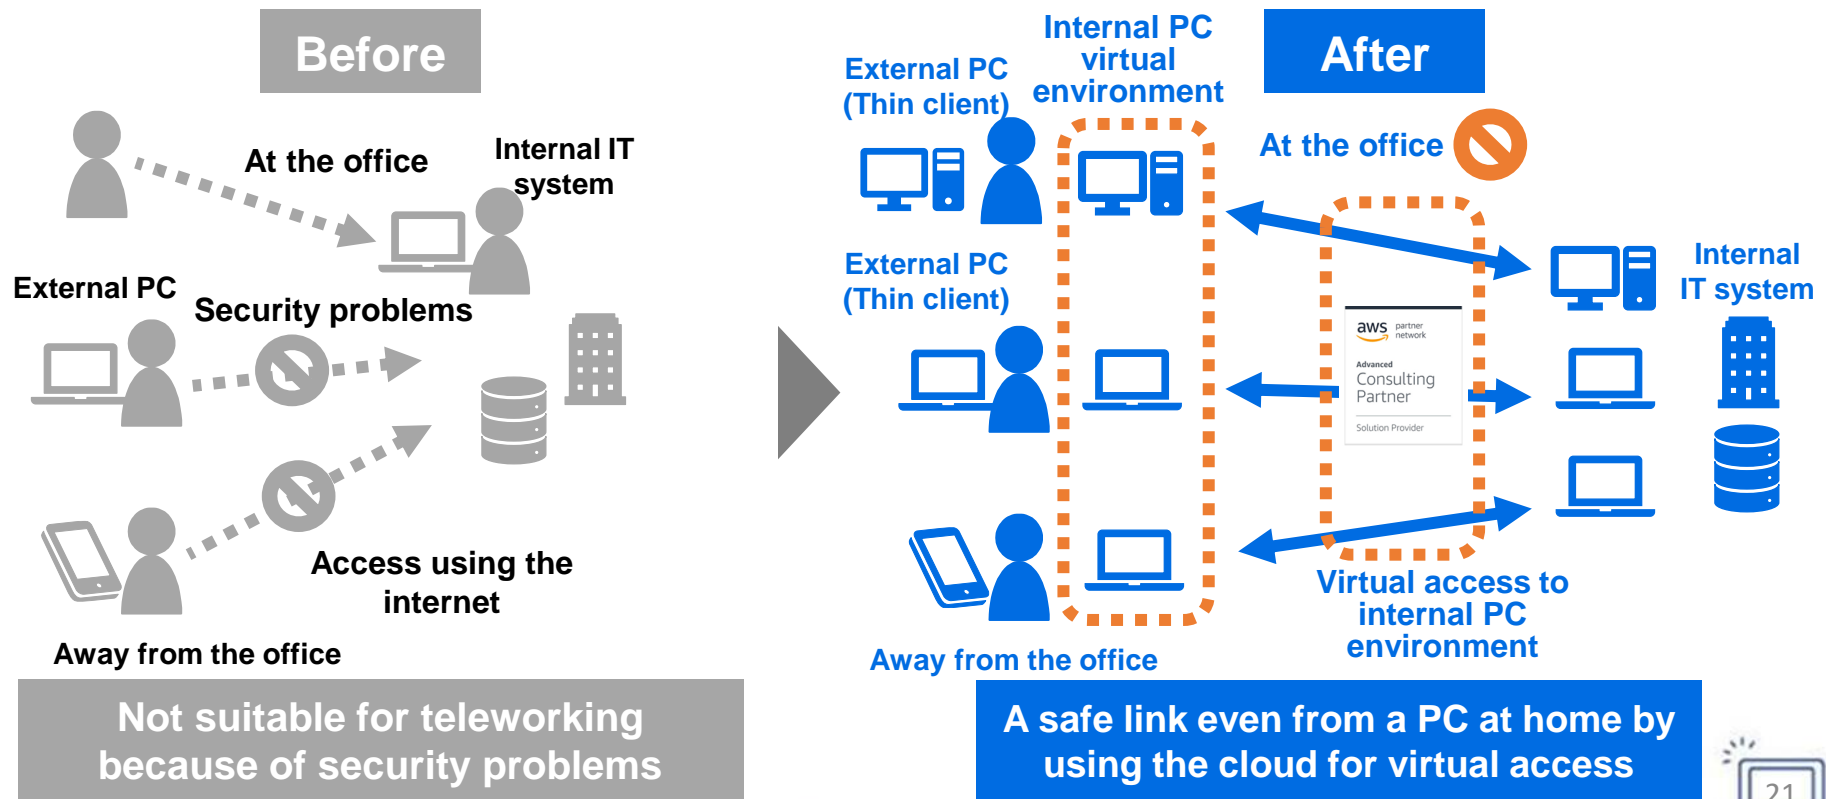 Before
At the office
Internal IT
system
External PC
Security problems
Access using the
internet
Away from the office
Not suitable for teleworking
because of security problems
After
External PC
(Thin client)
Internal PC
virtual
environment
At the office
External PC
(Thin client)
aws partner
network
Advanced
Consulting
Partner
Solution Provider
Internal
IT system
Virtual access to
internal PC
environment
Away from the office
A safe link even from a PC at home by
using the cloud for virtual access
21